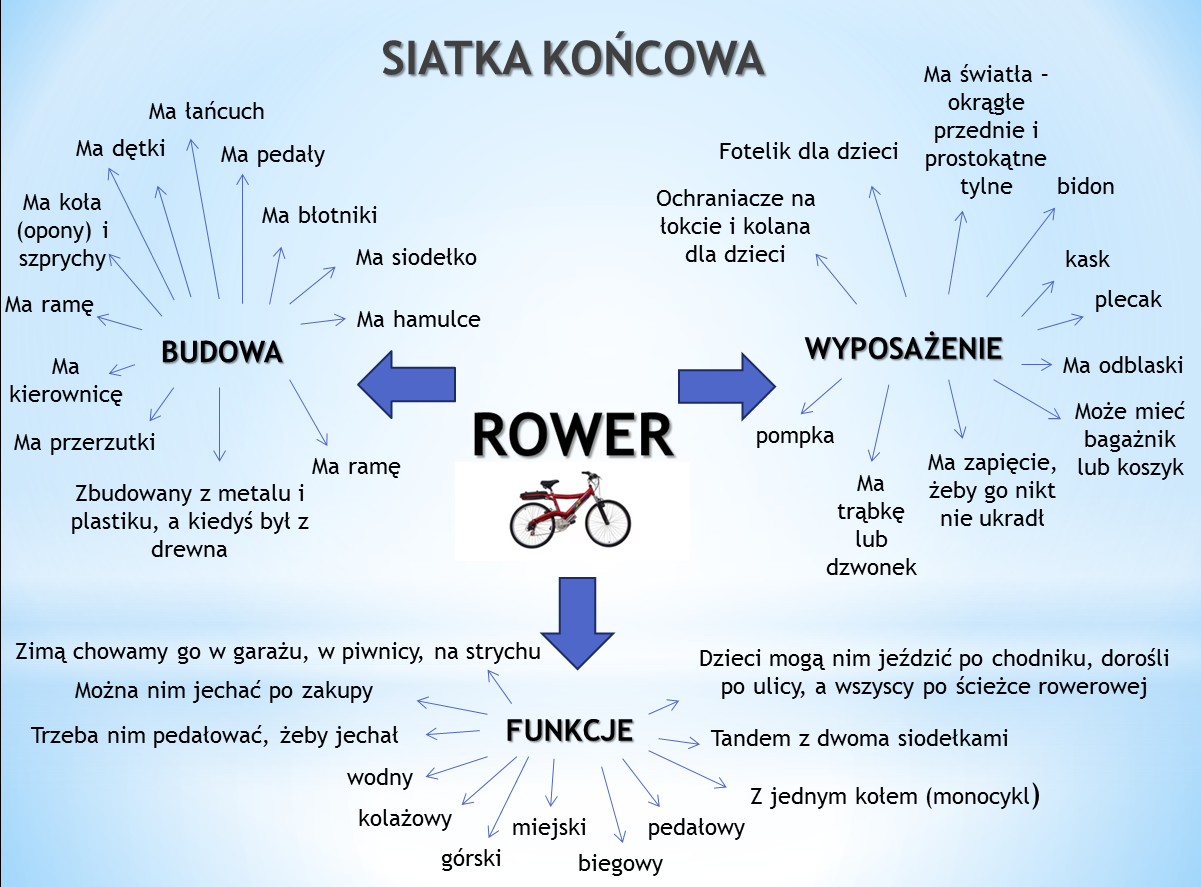 SIATKA KOŃCOWA
Ma łańcuch
Ma dętki
Ma pedały
Ma koła
(opony) i
szprychy
Ma błotniki
Ma siodełko
Ma ramę
Ma hamulce
BUDOWA
Ma
kierownicę
Ma przerzutki
Ma ramę
Zbudowany z metalu i
plastiku, a kiedyś był z
drewna
Ma światła -
okrągłe
przednie i
prostokątne
tylne
Fotelik dla dzieci
bidon
Ochraniacze na
łokcie i kolana
dla dzieci
kask
plecak
WYPOSAŻENIE
Ma odblaski
Może mieć
bagażnik
lub koszyk
pompka
Ma zapięcie,
żeby go nikt
nie ukradł
Ma
trąbkę
lub
dzwonek
ROWER
Zimą chowamy go w garażu, w piwnicy, na strychu
Można nim jechać po zakupy
Trzeba nim pedałować, żeby jechał
FUNKCJE
Dzieci mogą nim jeździć po chodniku, dorośli
po ulicy, a wszyscy po ścieżce rowerowej
Tandem z dwoma siodełkami
Z jednym kołem (monocykl)
wodny
kolażowy
górski
miejski
biegowy
pedałowy